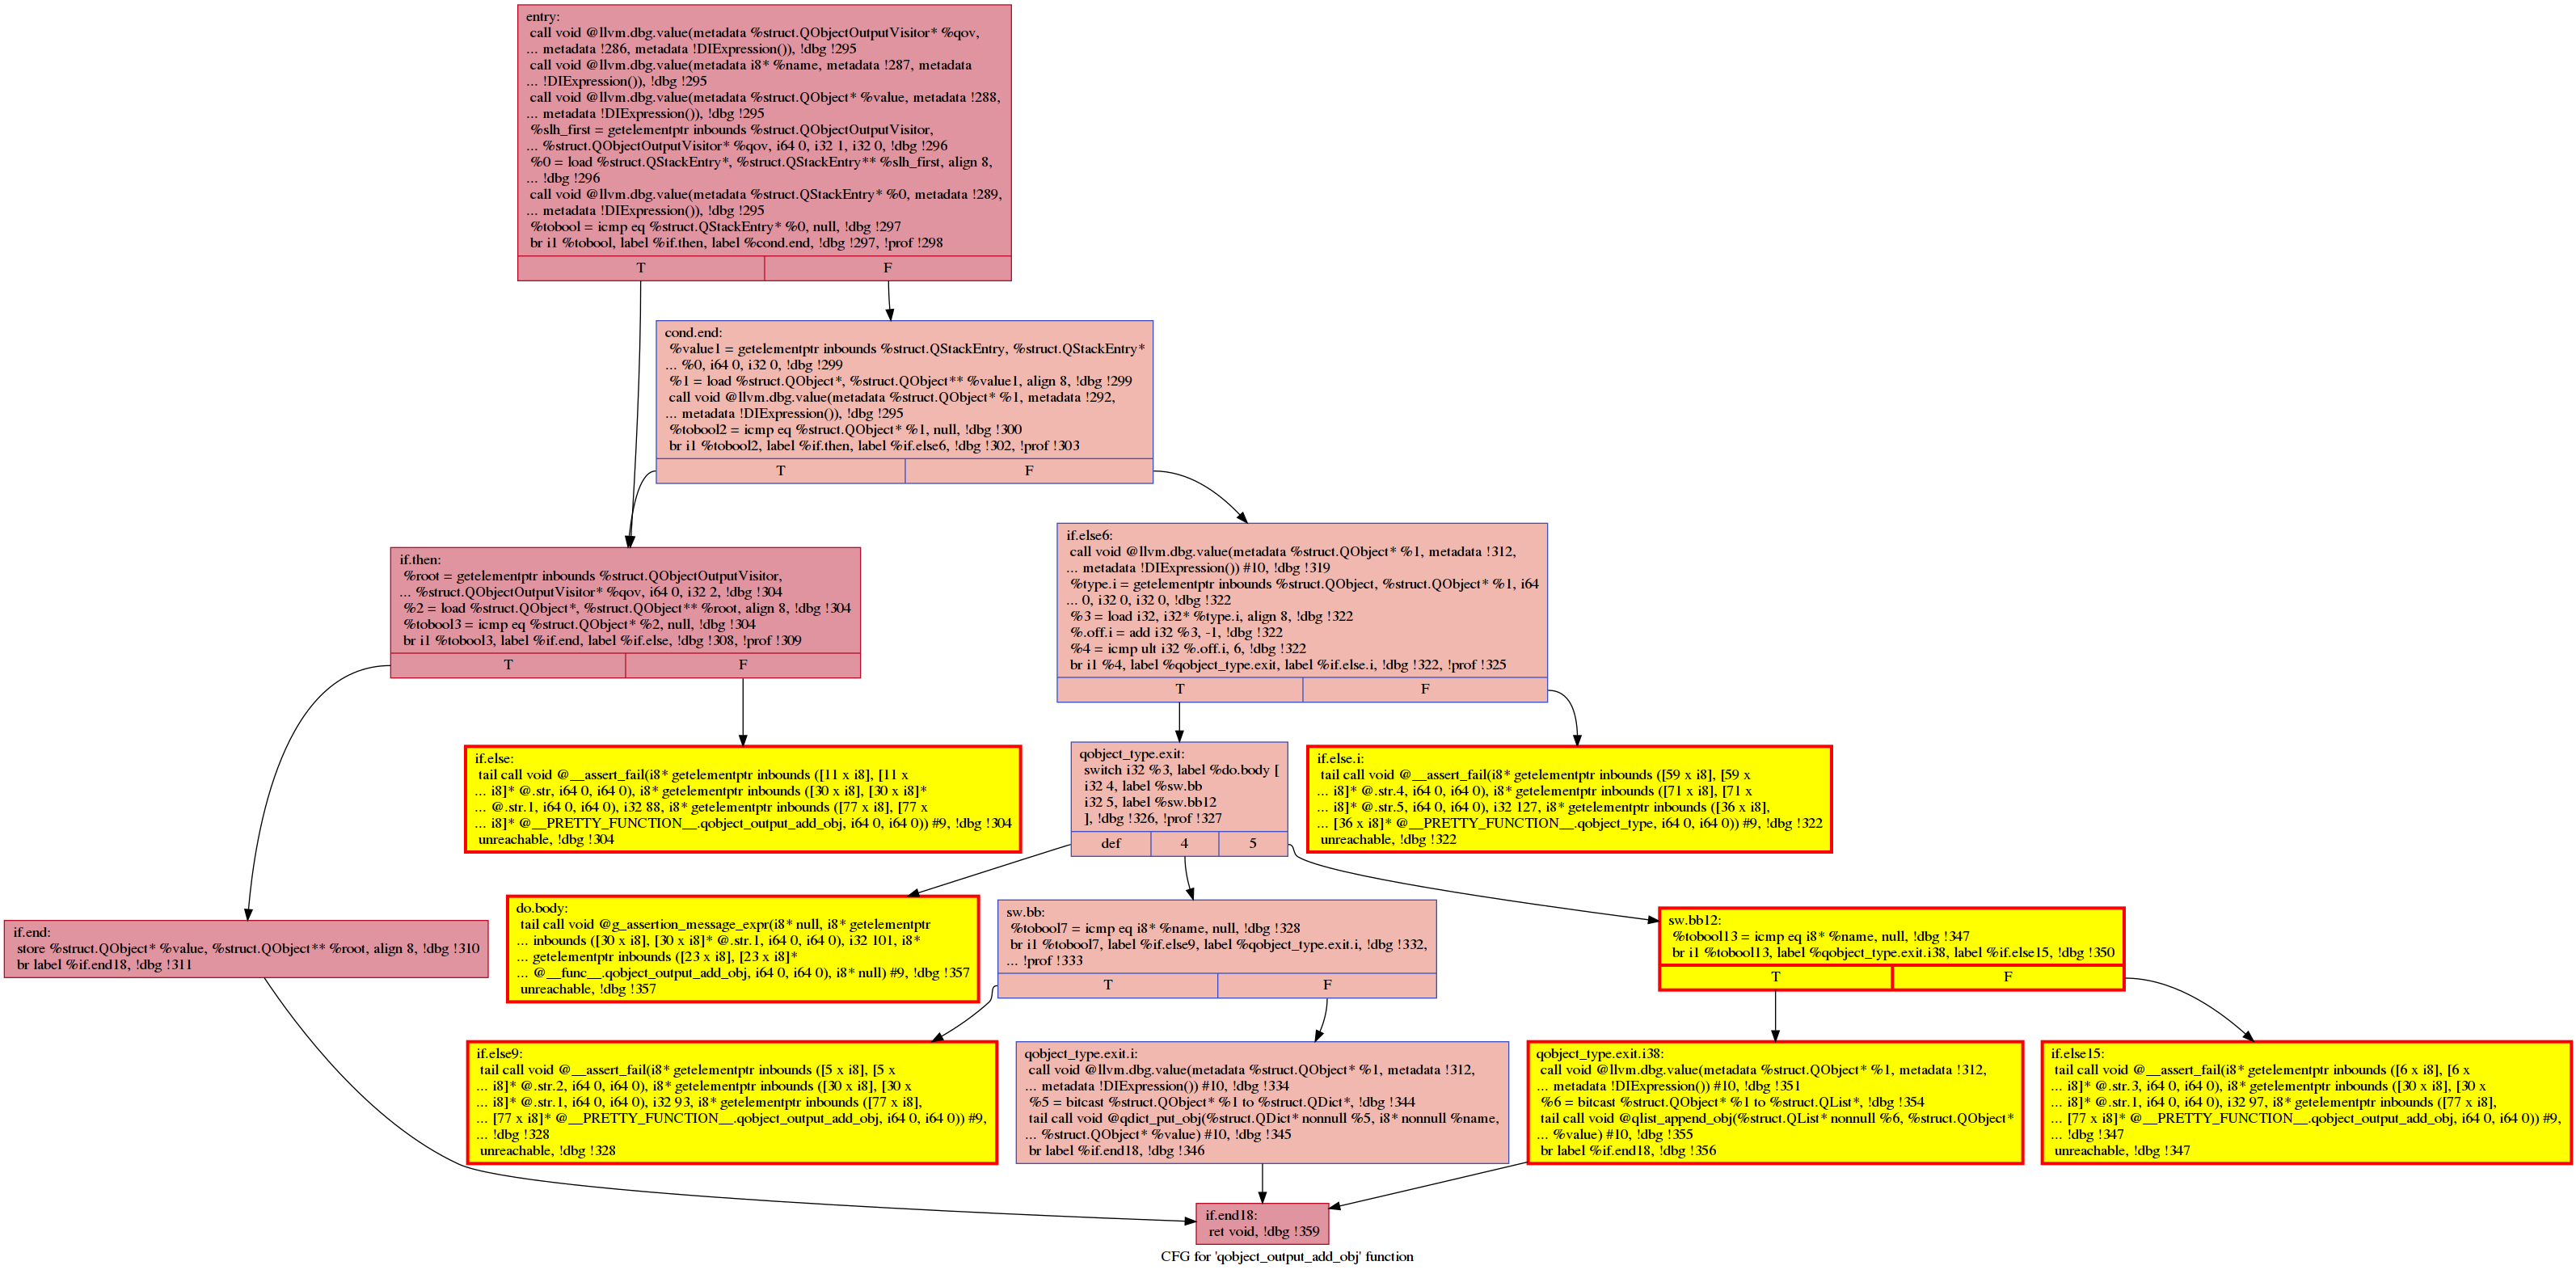 entry:
call void @llvm.dbg.value(metadata %struct.QObjectOutputVisitor* %qov,
... metadata !286, metadata !DIExpression()), !dbg !295
call void @llvm.dbg.value(metadata i8* %name, metadata !287, metadata
... !DIExpression()), !dbg !295
call void @llvm.dbg.value(metadata %struct.QObject* %value, metadata !288,
... metadata !DIExpression()), !dbg !295
%slh_first = getelementptr inbounds %struct.QObjectOutputVisitor,
... %struct.QObjectOutputVisitor* %qov, i64 0, i32 1, i32 0, !dbg !296
%0 = load %struct.QStackEntry*, %struct.QStackEntry** %slh_first, align 8,
... !dbg !296
call void @llvm.dbg.value(metadata %struct.QStackEntry* %0, metadata !289,
... metadata !DIExpression()), !dbg !295
%tobool = icmp eq %struct.QStackEntry* %0, null, !dbg !297
br i1 %tobool, label %if.then, label %cond.end, !dbg !297, !prof !298
T F
cond.end:
%value1 = getelementptr inbounds %struct.QStackEntry, %struct.QStackEntry*
... %0, i64 0, i32 0, !dbg !299
%1 = load %struct.QObject*, %struct.QObject** %value1, align 8, !dbg !299
call void @llvm.dbg.value(metadata %struct.QObject* %1, metadata !292,
... metadata !DIExpression()), !dbg !295
%tobool2 = icmp eq %struct.QObject* %1, null, !dbg !300
br i1 %tobool2, label %if.then, label %if.else6, !dbg !302, !prof !303
T F
if.then:
%root = getelementptr inbounds %struct.QObjectOutputVisitor,
... %struct.QObjectOutputVisitor* %qov, i64 0, i32 2, !dbg !304
%2 = load %struct.QObject*, %struct.QObject** %root, align 8, !dbg !304
%tobool3 = icmp eq %struct.QObject* %2, null, !dbg !304
br i1 %tobool3, label %if.end, label %if.else, !dbg !308, !prof !309
T F
if.else6:
call void @llvm.dbg.value(metadata %struct.QObject* %1, metadata !312,
... metadata !DIExpression()) #10, !dbg !319
%type.i = getelementptr inbounds %struct.QObject, %struct.QObject* %1, i64
... 0, i32 0, i32 0, !dbg !322
%3 = load i32, i32* %type.i, align 8, !dbg !322
%.off.i = add i32 %3, -1, !dbg !322
%4 = icmp ult i32 %.off.i, 6, !dbg !322
br i1 %4, label %qobject_type.exit, label %if.else.i, !dbg !322, !prof !325
T F
if.else:
tail call void @__assert_fail(i8* getelementptr inbounds ([11 x i8], [11 x
... i8]* @.str, i64 0, i64 0), i8* getelementptr inbounds ([30 x i8], [30 x i8]*
... @.str.1, i64 0, i64 0), i32 88, i8* getelementptr inbounds ([77 x i8], [77 x
... i8]* @__PRETTY_FUNCTION__.qobject_output_add_obj, i64 0, i64 0)) #9, !dbg !304
unreachable, !dbg !304
qobject_type.exit:
switch i32 %3, label %do.body [
i32 4, label %sw.bb
i32 5, label %sw.bb12
], !dbg !326, !prof !327
def 4 5
if.else.i:
tail call void @__assert_fail(i8* getelementptr inbounds ([59 x i8], [59 x
... i8]* @.str.4, i64 0, i64 0), i8* getelementptr inbounds ([71 x i8], [71 x
... i8]* @.str.5, i64 0, i64 0), i32 127, i8* getelementptr inbounds ([36 x i8],
... [36 x i8]* @__PRETTY_FUNCTION__.qobject_type, i64 0, i64 0)) #9, !dbg !322
unreachable, !dbg !322
if.end:
store %struct.QObject* %value, %struct.QObject** %root, align 8, !dbg !310
br label %if.end18, !dbg !311
do.body:
tail call void @g_assertion_message_expr(i8* null, i8* getelementptr
... inbounds ([30 x i8], [30 x i8]* @.str.1, i64 0, i64 0), i32 101, i8*
... getelementptr inbounds ([23 x i8], [23 x i8]*
... @__func__.qobject_output_add_obj, i64 0, i64 0), i8* null) #9, !dbg !357
unreachable, !dbg !357
sw.bb:
%tobool7 = icmp eq i8* %name, null, !dbg !328
br i1 %tobool7, label %if.else9, label %qobject_type.exit.i, !dbg !332,
... !prof !333
T F
sw.bb12:
%tobool13 = icmp eq i8* %name, null, !dbg !347
br i1 %tobool13, label %qobject_type.exit.i38, label %if.else15, !dbg !350
T F
if.else9:
tail call void @__assert_fail(i8* getelementptr inbounds ([5 x i8], [5 x
... i8]* @.str.2, i64 0, i64 0), i8* getelementptr inbounds ([30 x i8], [30 x
... i8]* @.str.1, i64 0, i64 0), i32 93, i8* getelementptr inbounds ([77 x i8],
... [77 x i8]* @__PRETTY_FUNCTION__.qobject_output_add_obj, i64 0, i64 0)) #9,
... !dbg !328
unreachable, !dbg !328
qobject_type.exit.i:
call void @llvm.dbg.value(metadata %struct.QObject* %1, metadata !312,
... metadata !DIExpression()) #10, !dbg !334
%5 = bitcast %struct.QObject* %1 to %struct.QDict*, !dbg !344
tail call void @qdict_put_obj(%struct.QDict* nonnull %5, i8* nonnull %name,
... %struct.QObject* %value) #10, !dbg !345
br label %if.end18, !dbg !346
qobject_type.exit.i38:
call void @llvm.dbg.value(metadata %struct.QObject* %1, metadata !312,
... metadata !DIExpression()) #10, !dbg !351
%6 = bitcast %struct.QObject* %1 to %struct.QList*, !dbg !354
tail call void @qlist_append_obj(%struct.QList* nonnull %6, %struct.QObject*
... %value) #10, !dbg !355
br label %if.end18, !dbg !356
if.else15:
tail call void @__assert_fail(i8* getelementptr inbounds ([6 x i8], [6 x
... i8]* @.str.3, i64 0, i64 0), i8* getelementptr inbounds ([30 x i8], [30 x
... i8]* @.str.1, i64 0, i64 0), i32 97, i8* getelementptr inbounds ([77 x i8],
... [77 x i8]* @__PRETTY_FUNCTION__.qobject_output_add_obj, i64 0, i64 0)) #9,
... !dbg !347
unreachable, !dbg !347
if.end18:
ret void, !dbg !359
CFG for 'qobject_output_add_obj' function